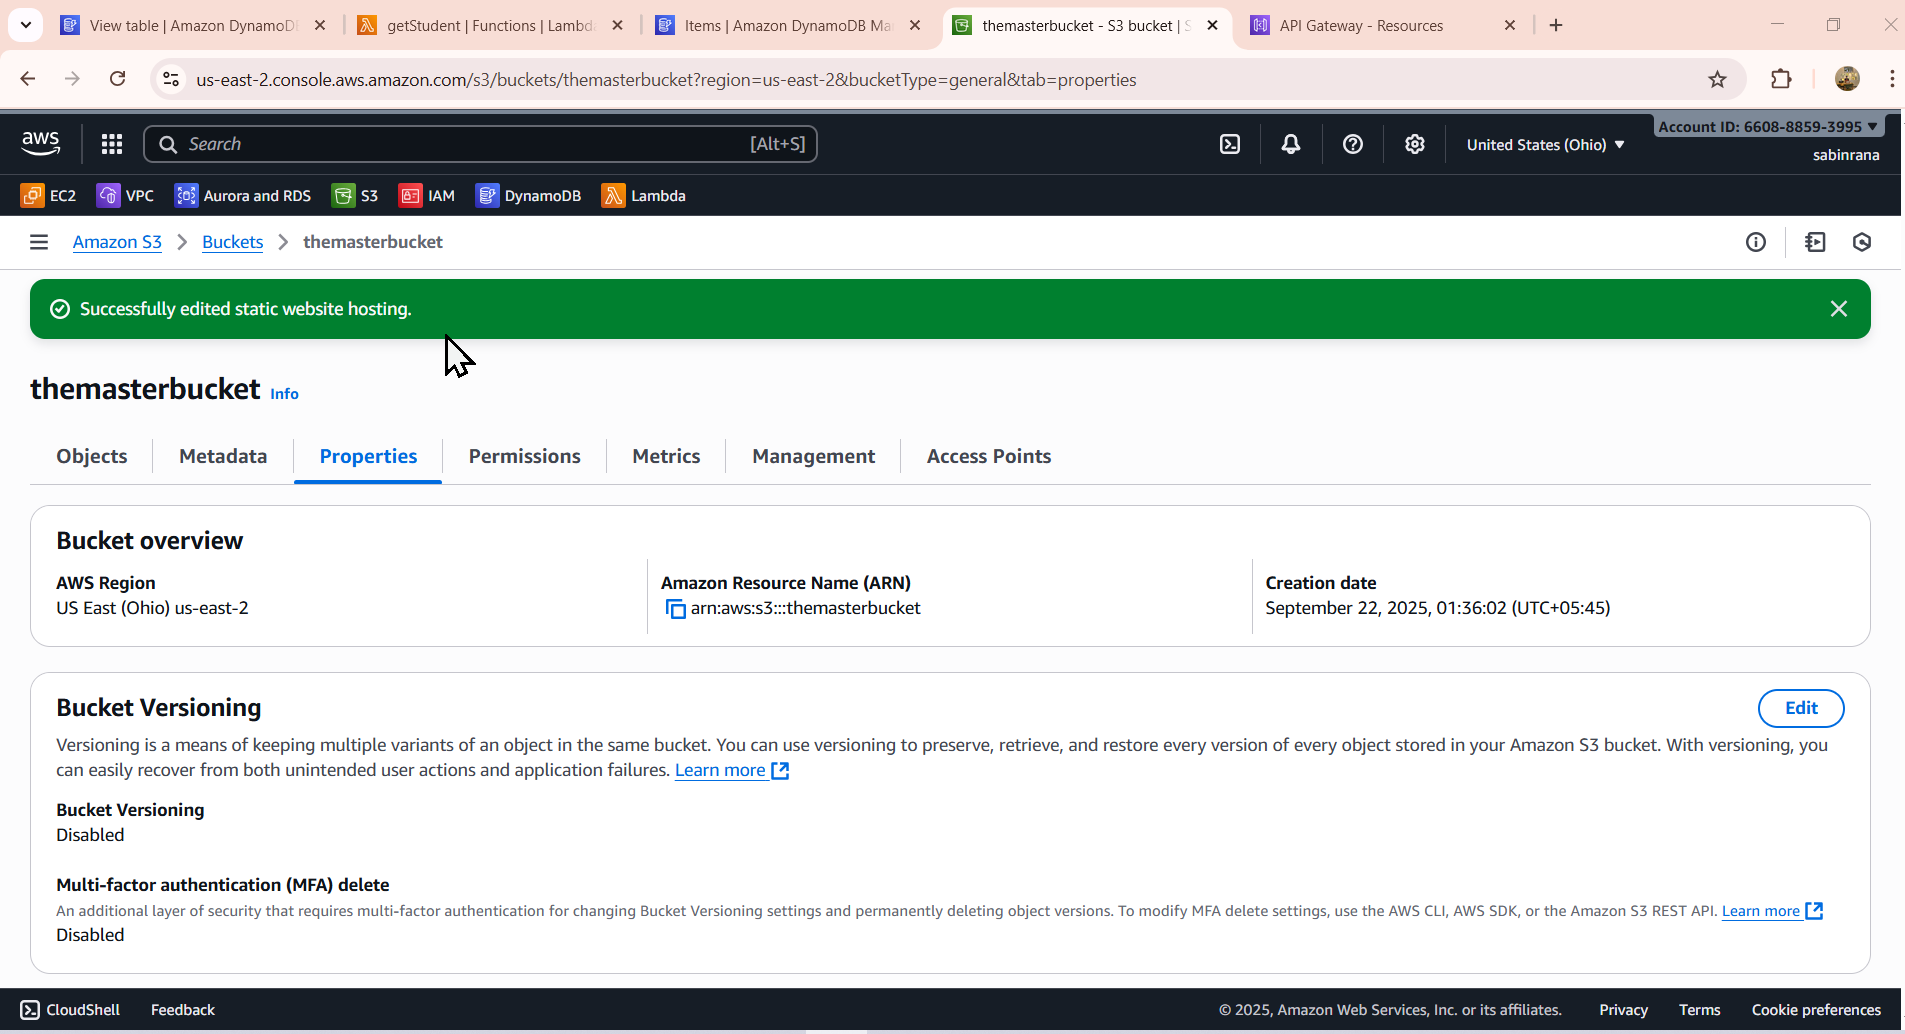 View table | Amazon DynamoDB
getStudent | Functions | Lambda
Items | Amazon DynamoDB Ma
themasterbucket - S3 bucket | S
API Gateway - Resources
us-east-2.console.aws.amazon.com/s3/buckets/themasterbucket?region=us-east-2&bucketType=general&tab=properties
aws
Search
[Alt+S]
United States (Ohio)
Account ID: 6608-8859-3995
sabinrana
EC2
VPC
Aurora and RDS
S3
IAM
DynamoDB
Lambda
Amazon S3
Buckets
themasterbucket
Successfully edited static website hosting.
themasterbucket Info
Objects
Metadata
Properties
Permissions
Metrics
Management
Access Points
Bucket overview
AWS Region
US East (Ohio) us-east-2
Amazon Resource Name (ARN)
arn:aws:s3:::themasterbucket
Creation date
September 22, 2025, 01:36:02 (UTC+05:45)
Bucket Versioning
Edit
Versioning is a means of keeping multiple variants of an object in the same bucket. You can use versioning to preserve, retrieve, and restore every version of every object stored in your Amazon S3 bucket. With versioning, you
can easily recover from both unintended user actions and application failures. Learn more
Bucket Versioning
Disabled
Multi-factor authentication (MFA) delete
An additional layer of security that requires multi-factor authentication for changing Bucket Versioning settings and permanently deleting object versions. To modify MFA delete settings, use the AWS CLI, AWS SDK, or the Amazon S3 REST API. Learn more
Disabled
CloudShell
Feedback
© 2025, Amazon Web Services, Inc. or its affiliates.
Privacy
Terms
Cookie preferences